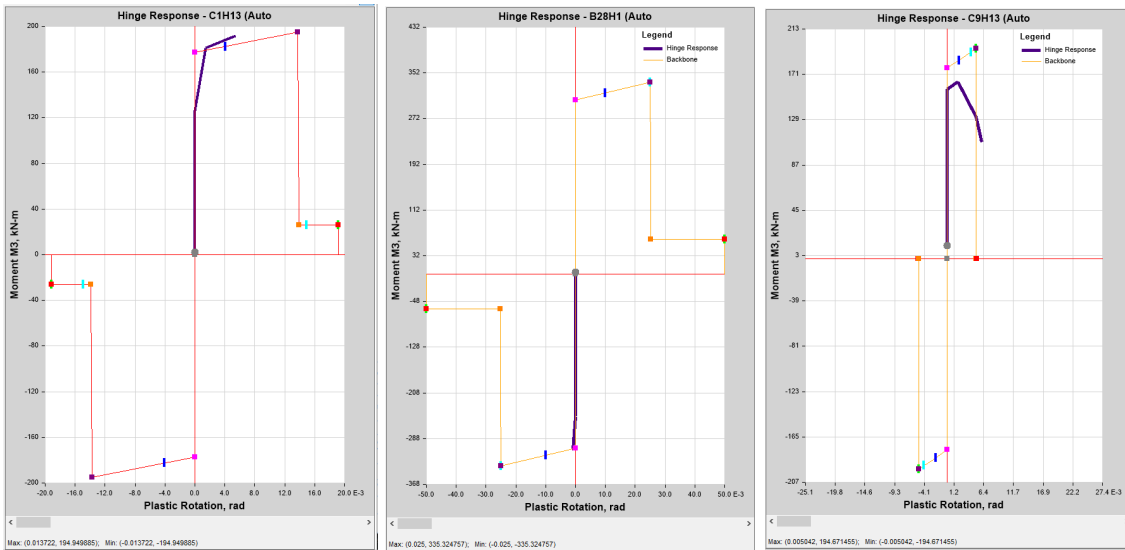 Hinge Response - C1H13 (Auto
200
160
120
80
40
0
-40
-80
-120
-160
-200
Moment M3, kN-m
-20.0 -16.0 -12.0 -8.0 -4.0 0.0 4.0 8.0 12.0 16.0 20.0 E-3
Plastic Rotation, rad
< >
Max: (0.013722, 194.949885); Min: (-0.013722, -194.949885)
Hinge Response - B28H1 (Auto
Legend
Hinge Response
Backbone
432
352
272
192
112
32
-48
-128
-208
-288
-368
Moment M3, kN-m
-50.0 -40.0 -30.0 -20.0 -10.0 0.0 10.0 20.0 30.0 40.0 50.0 E-3
Plastic Rotation, rad
< >
Max: (0.025, 335.324757); Min: (-0.025, -335.324757)
Hinge Response - C9H13 (Auto
Legend
Hinge Response
Backbone
213
171
129
87
45
3
-39
-81
-123
-165
-207
Moment M3, kN-m
-25.1 -19.8 -14.6 -9.3 -4.1 1.2 6.4 11.7 16.9 22.2 27.4 E-3
Plastic Rotation, rad
< >
Max: (0.005042, 194.671455); Min: (-0.005042, -194.671455)